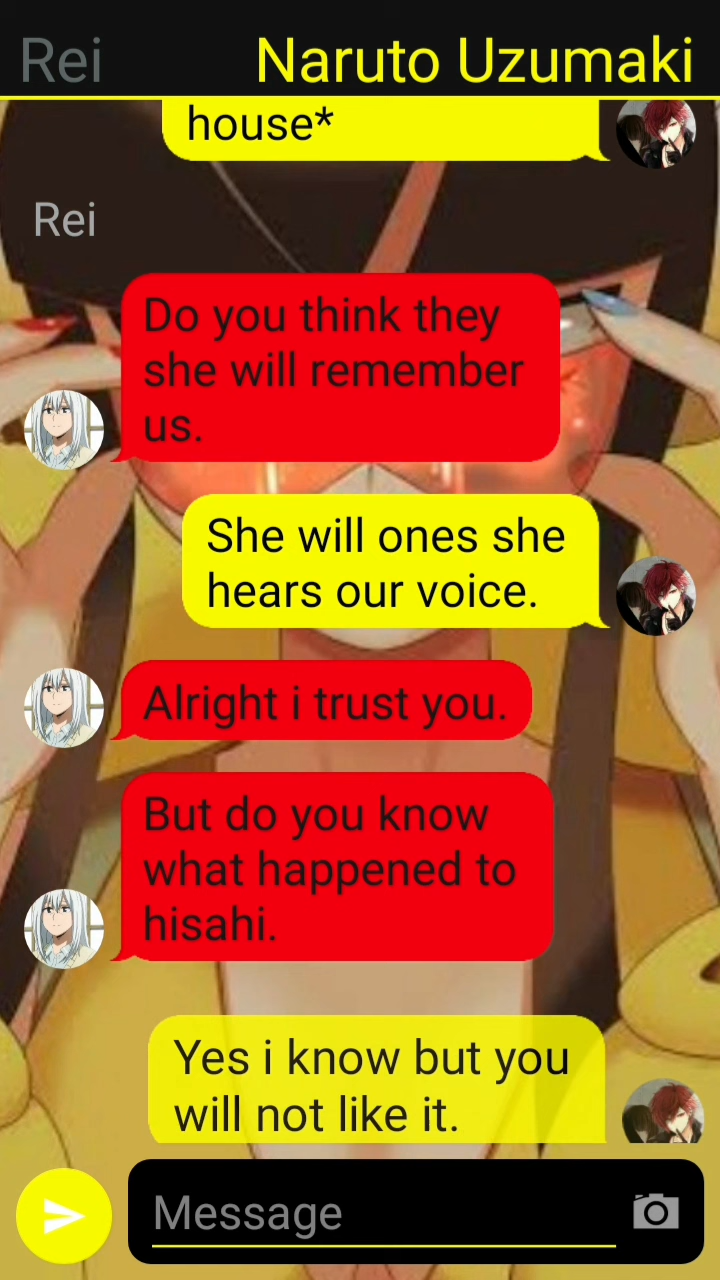 Rei
Naruto Uzumaki
house*
Rei
Do you think they
she will remember
us.
She will ones she
hears our voice.
Alright i trust you.
But do you know
what happened to
hisahi.
Yes i know but you
will not like it.
Message